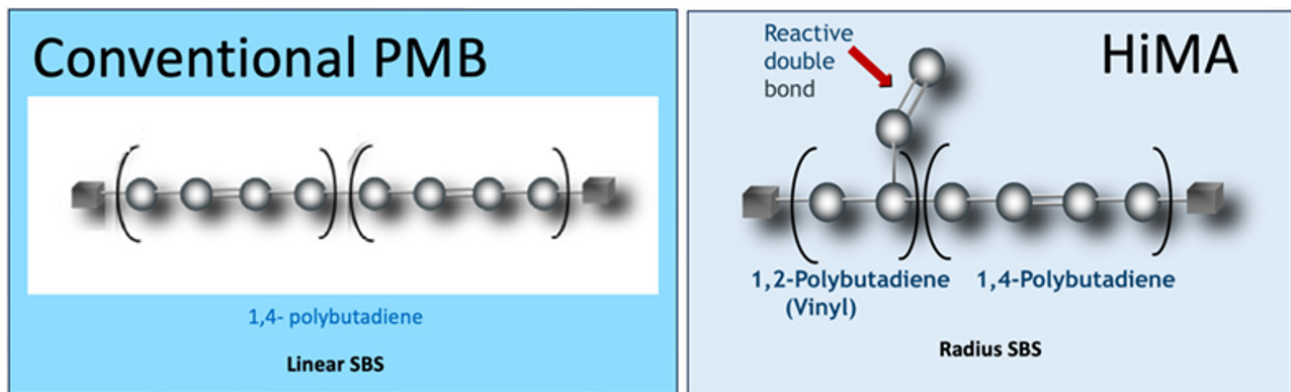 Conventional PMB
1,4- polybutadiene
Linear SBS
HiMA
Reactive
double
bond
1,2-Polybutadiene
(Vinyl)
1,4-Polybutadiene
Radius SBS